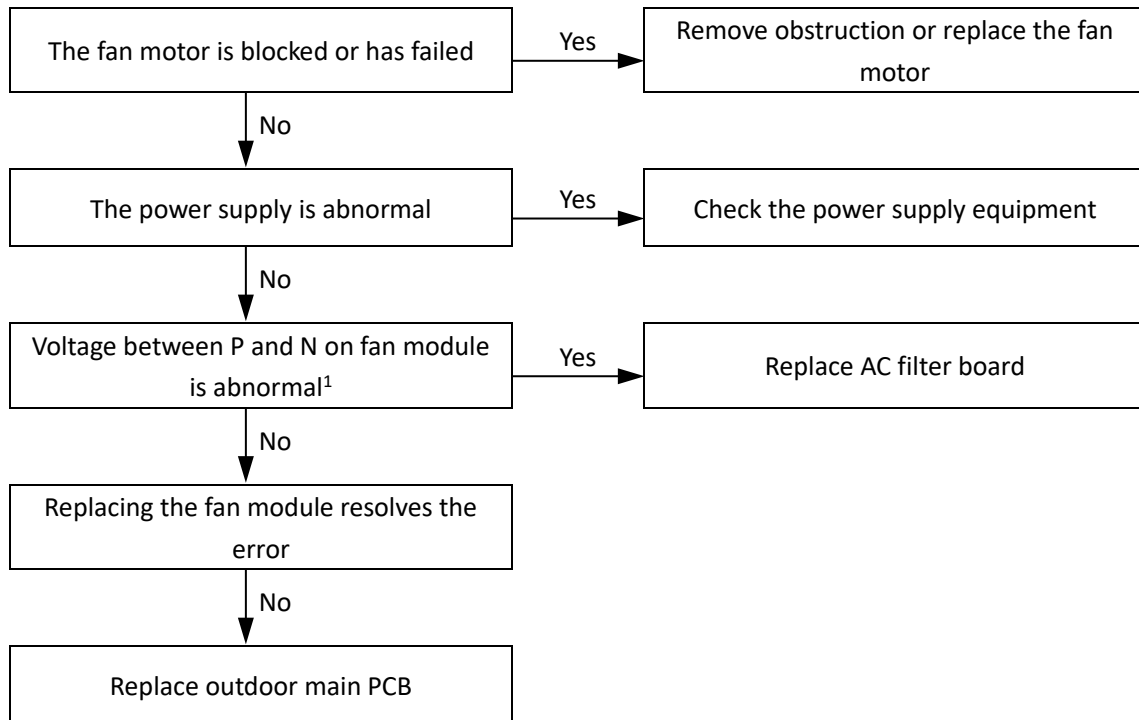 The fan motor is blocked or has failed
Yes
Remove obstruction or replace the fan
motor
No
The power supply is abnormal
Yes
Check the power supply equipment
No
Voltage between P and N on fan module
is abnormal¹
Yes
Replace AC filter board
No
Replacing the fan module resolves the
error
No
Replace outdoor main PCB